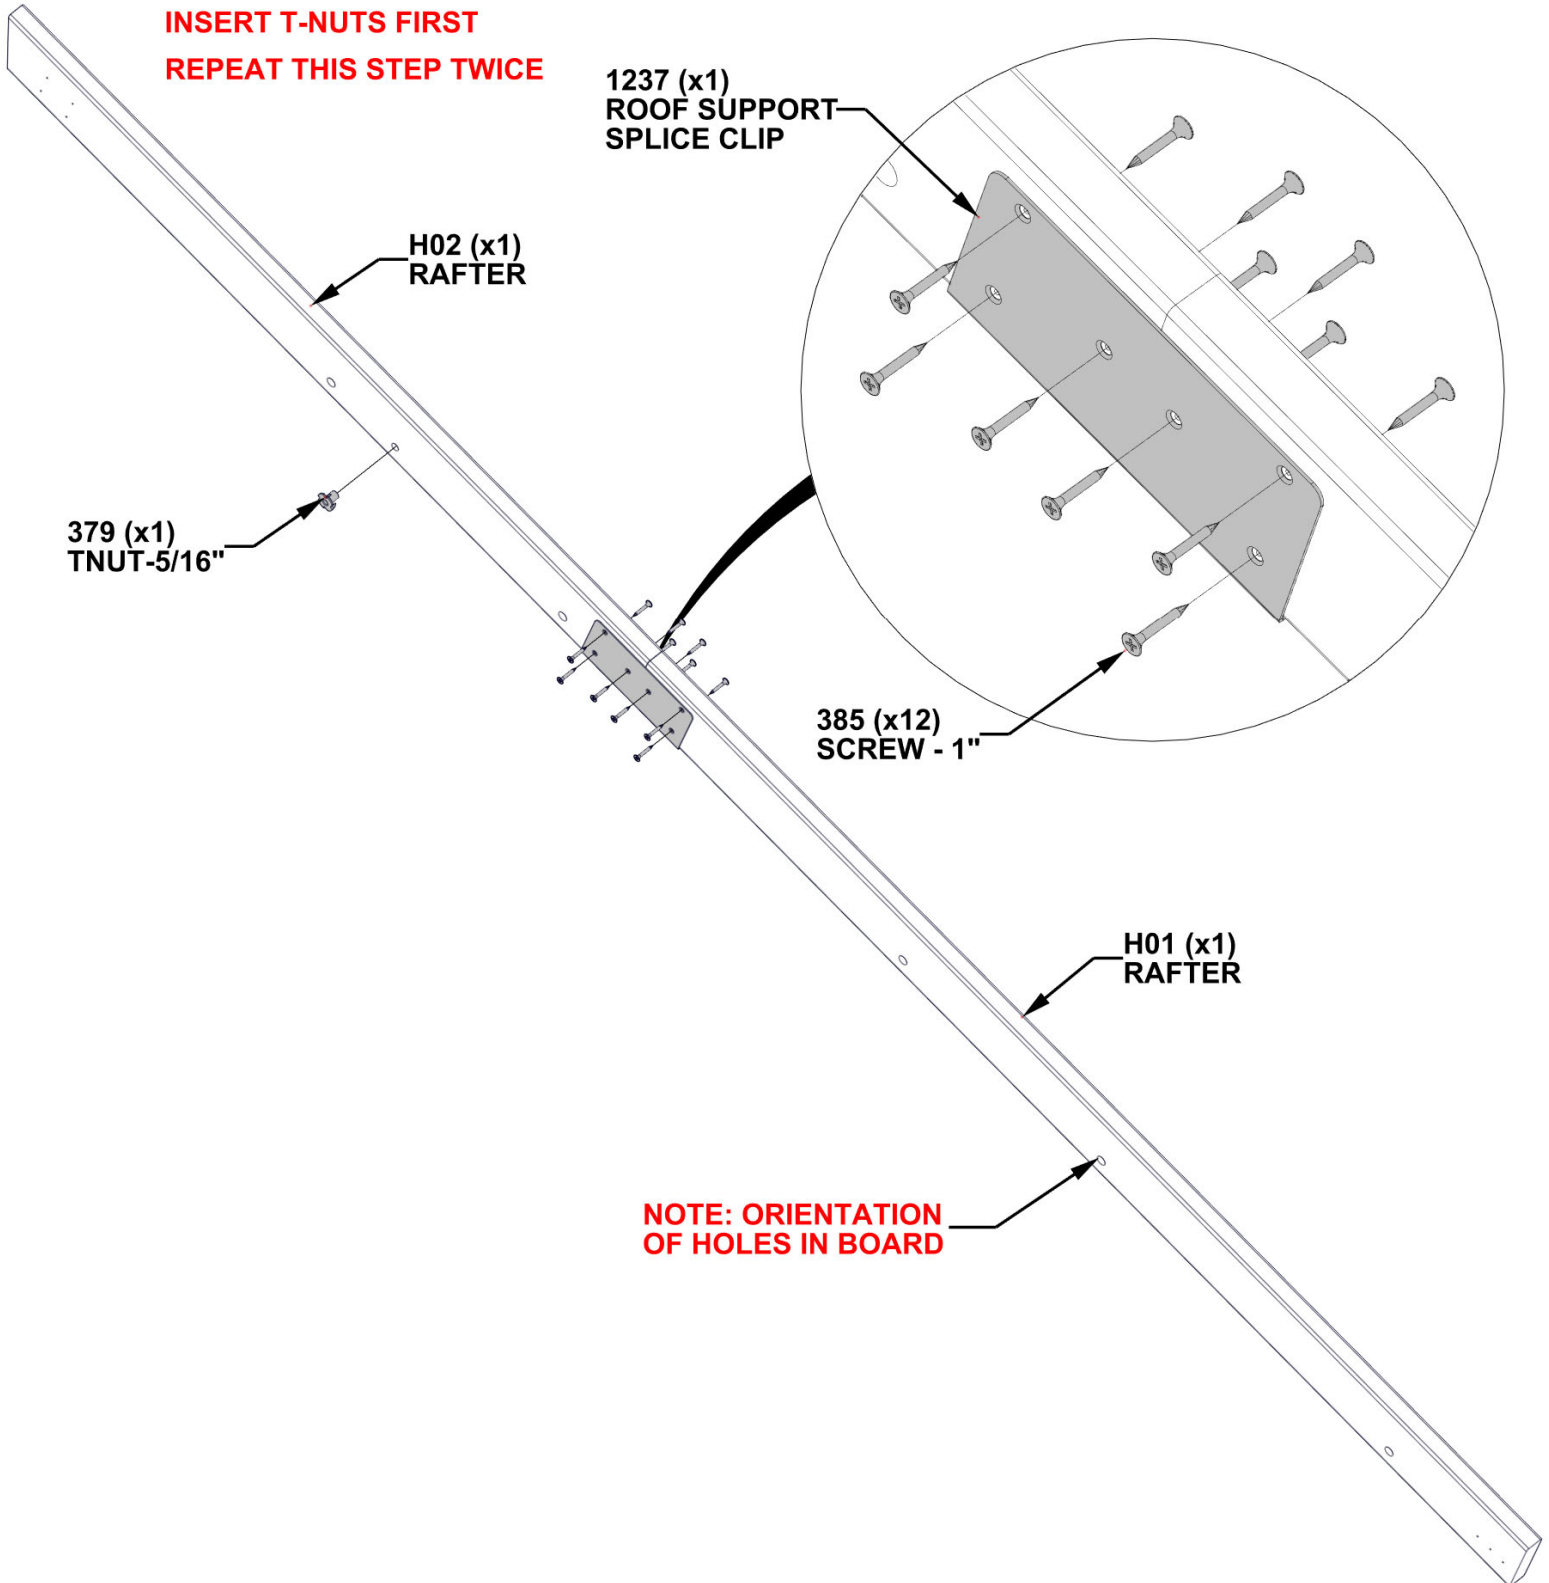 INSERT T-NUTS FIRST
REPEAT THIS STEP TWICE
1237 (x1)
ROOF SUPPORT
SPLICE CLIP
H02 (x1)
RAFTER
379 (x1)
TNUT-5/16"
385 (x12)
SCREW - 1"
H01 (x1)
RAFTER
NOTE: ORIENTATION
OF HOLES IN BOARD